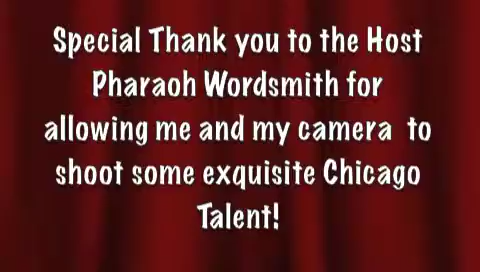 Special Thank you to the Host
Pharaoh Wordsmith for
allowing me and my camera to
shoot some exquisite Chicago
Talent!